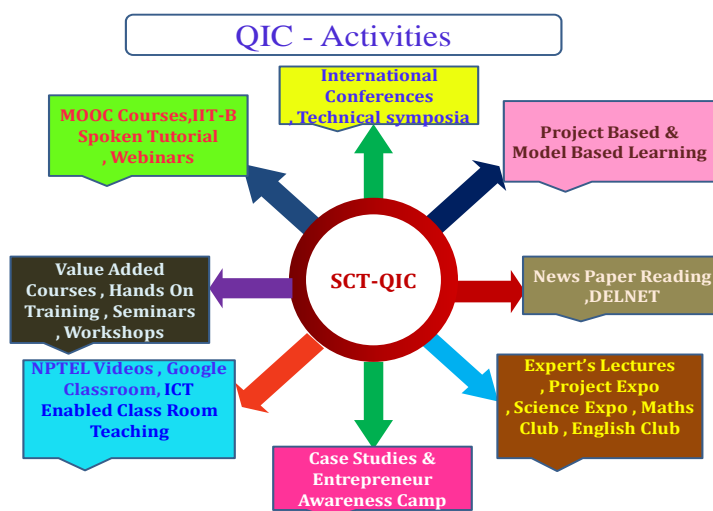 QIC - Activities
International
Conferences
, Technical symposia
MOOC Courses,IIT-B
Spoken Tutorial
, Webinars
Project Based &
Model Based Learning
SCT-QIC
Value Added
Courses , Hands On
Training , Seminars
, Workshops
News Paper Reading
,DELNET
NPTEL Videos , Google
Classroom, ICT
Enabled Class Room
Teaching
Expert's Lectures
, Project Expo
, Science Expo , Maths
Club , English Club
Case Studies &
Entrepreneur
Awareness Camp